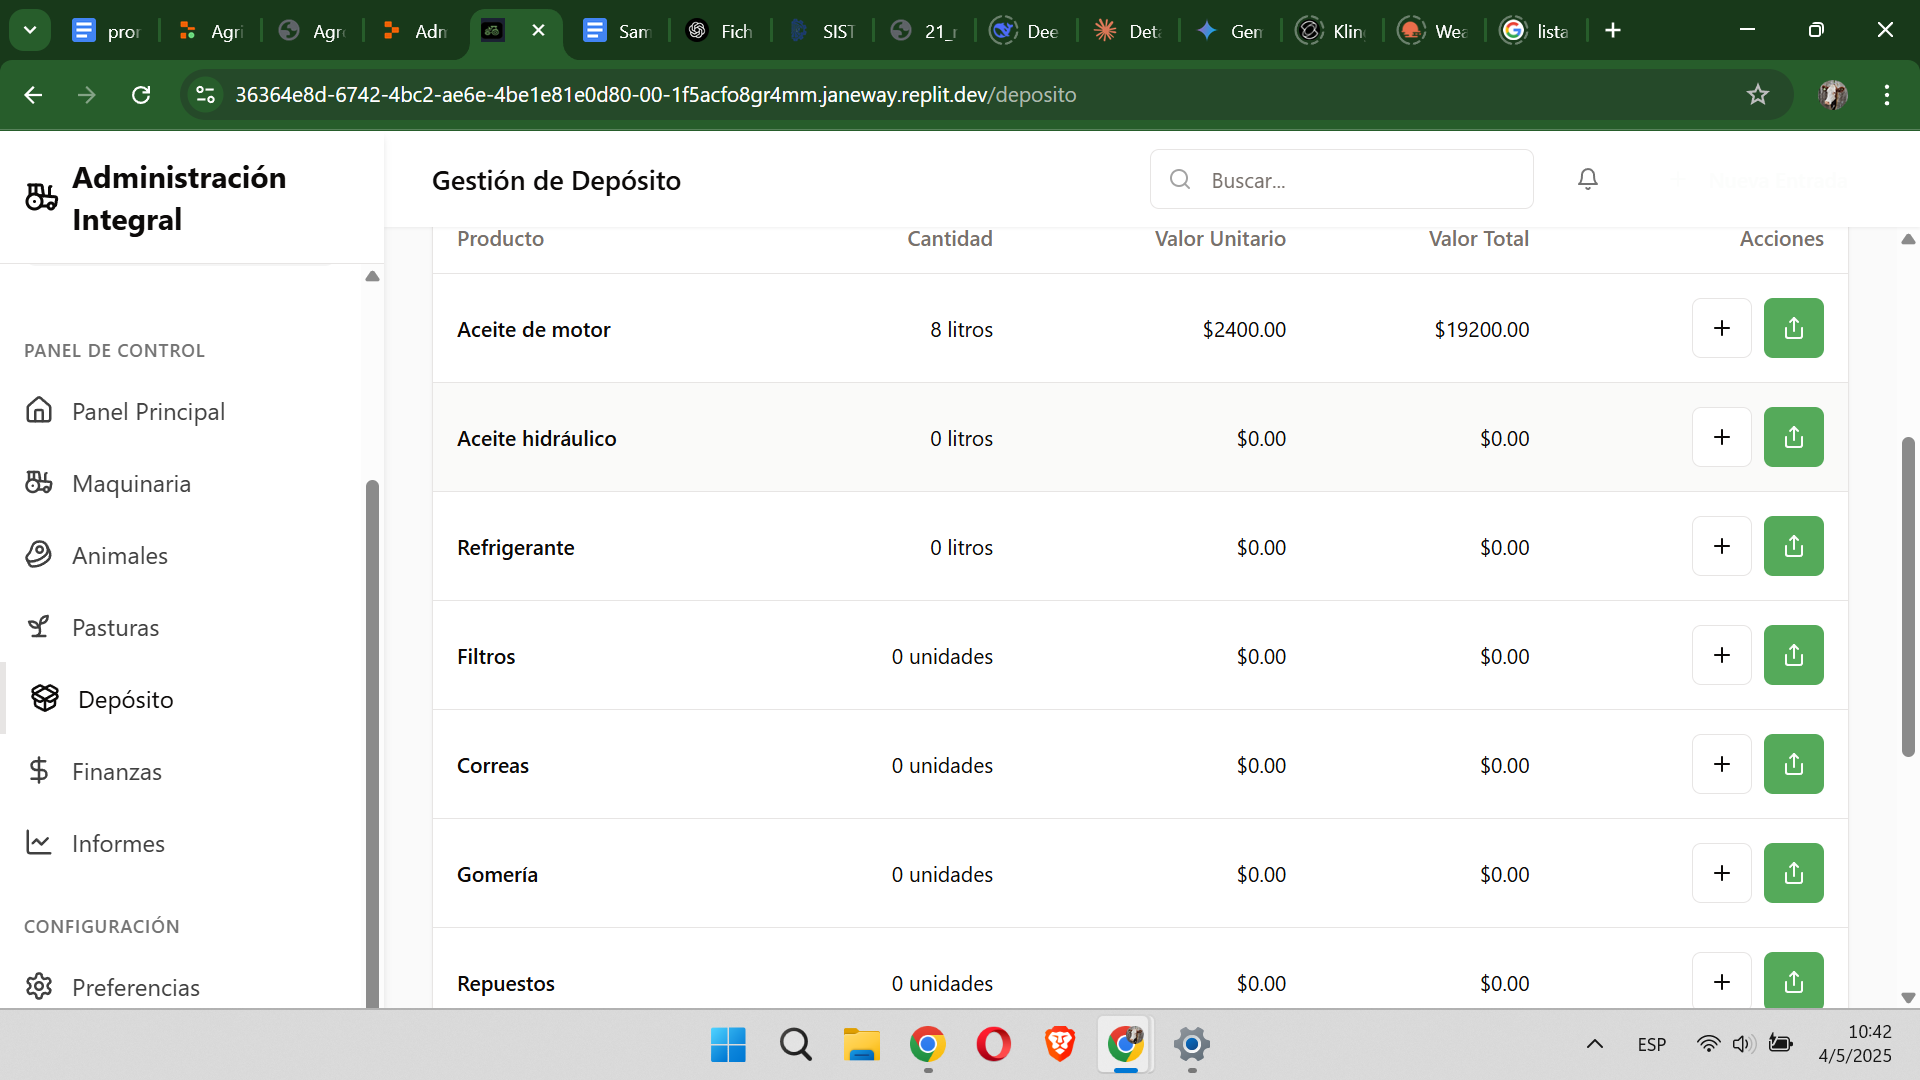 pror
Agri
Agro
Adn
Sam
Fich
SIST
21_r
Dee
Deta
Gem
Kling
Wea
lista
36364e8d-6742-4bc2-ae6e-4be1e81e0d80-00-1f5acfo8gr4mm.janeway.replit.dev/deposito
Administración
Integral
Gestión de Depósito
Buscar...
Producto Cantidad Valor Unitario Valor Total Acciones
Aceite de motor 8 litros $2400.00 $19200.00
Aceite hidráulico 0 litros $0.00 $0.00
Refrigerante 0 litros $0.00 $0.00
Filtros 0 unidades $0.00 $0.00
Correas 0 unidades $0.00 $0.00
Gomería 0 unidades $0.00 $0.00
Repuestos 0 unidades $0.00 $0.00
PANEL DE CONTROL
Panel Principal
Maquinaria
Animales
Pasturas
Depósito
Finanzas
Informes
CONFIGURACIÓN
Preferencias
ESP
10:42
4/5/2025